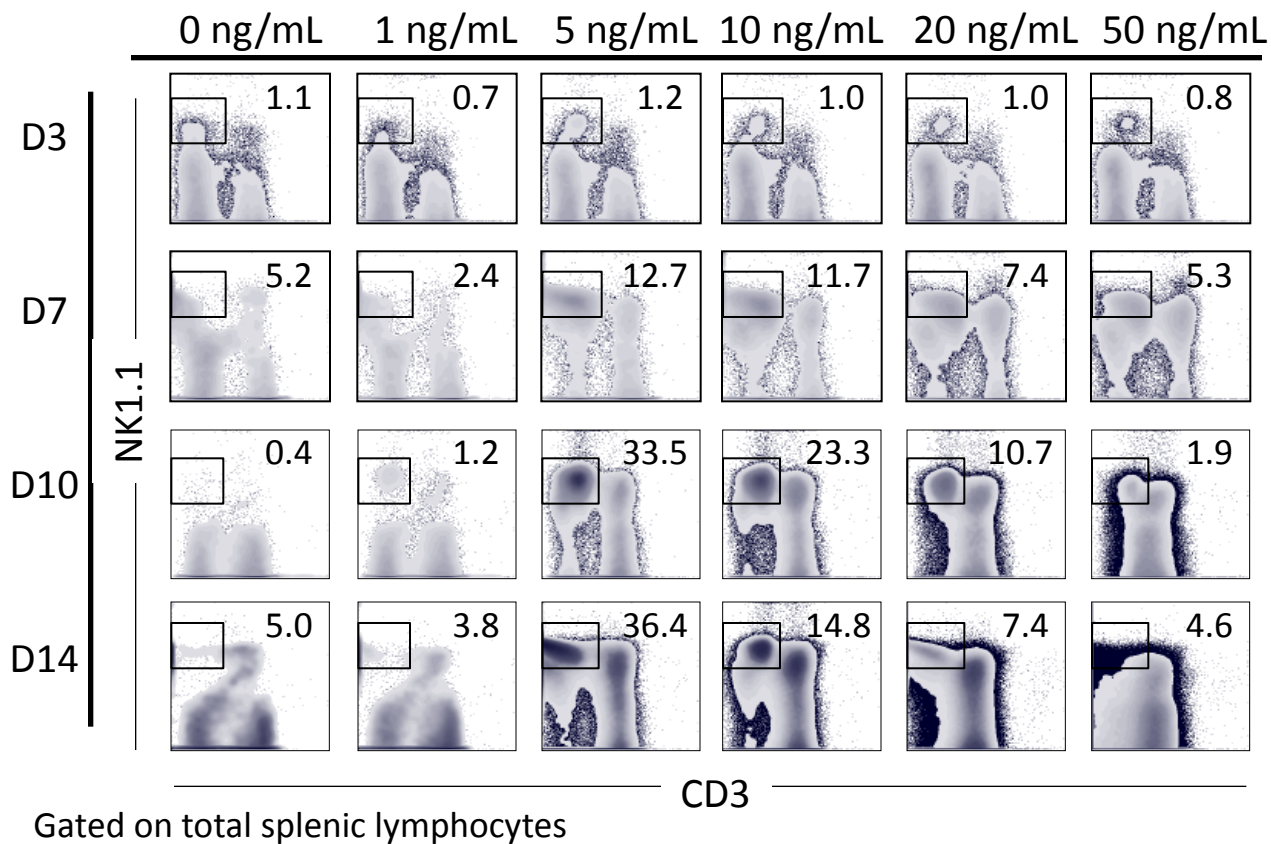 0 ng/mL 1 ng/mL 5 ng/mL 10 ng/mL 20 ng/mL 50 ng/mL
D3 1.1 0.7 1.2 1.0 1.0 0.8
D7 5.2 2.4 12.7 11.7 7.4 5.3
NK1.1
D10 0.4 1.2 33.5 23.3 10.7 1.9
D14 5.0 3.8 36.4 14.8 7.4 4.6
CD3
Gated on total splenic lymphocytes